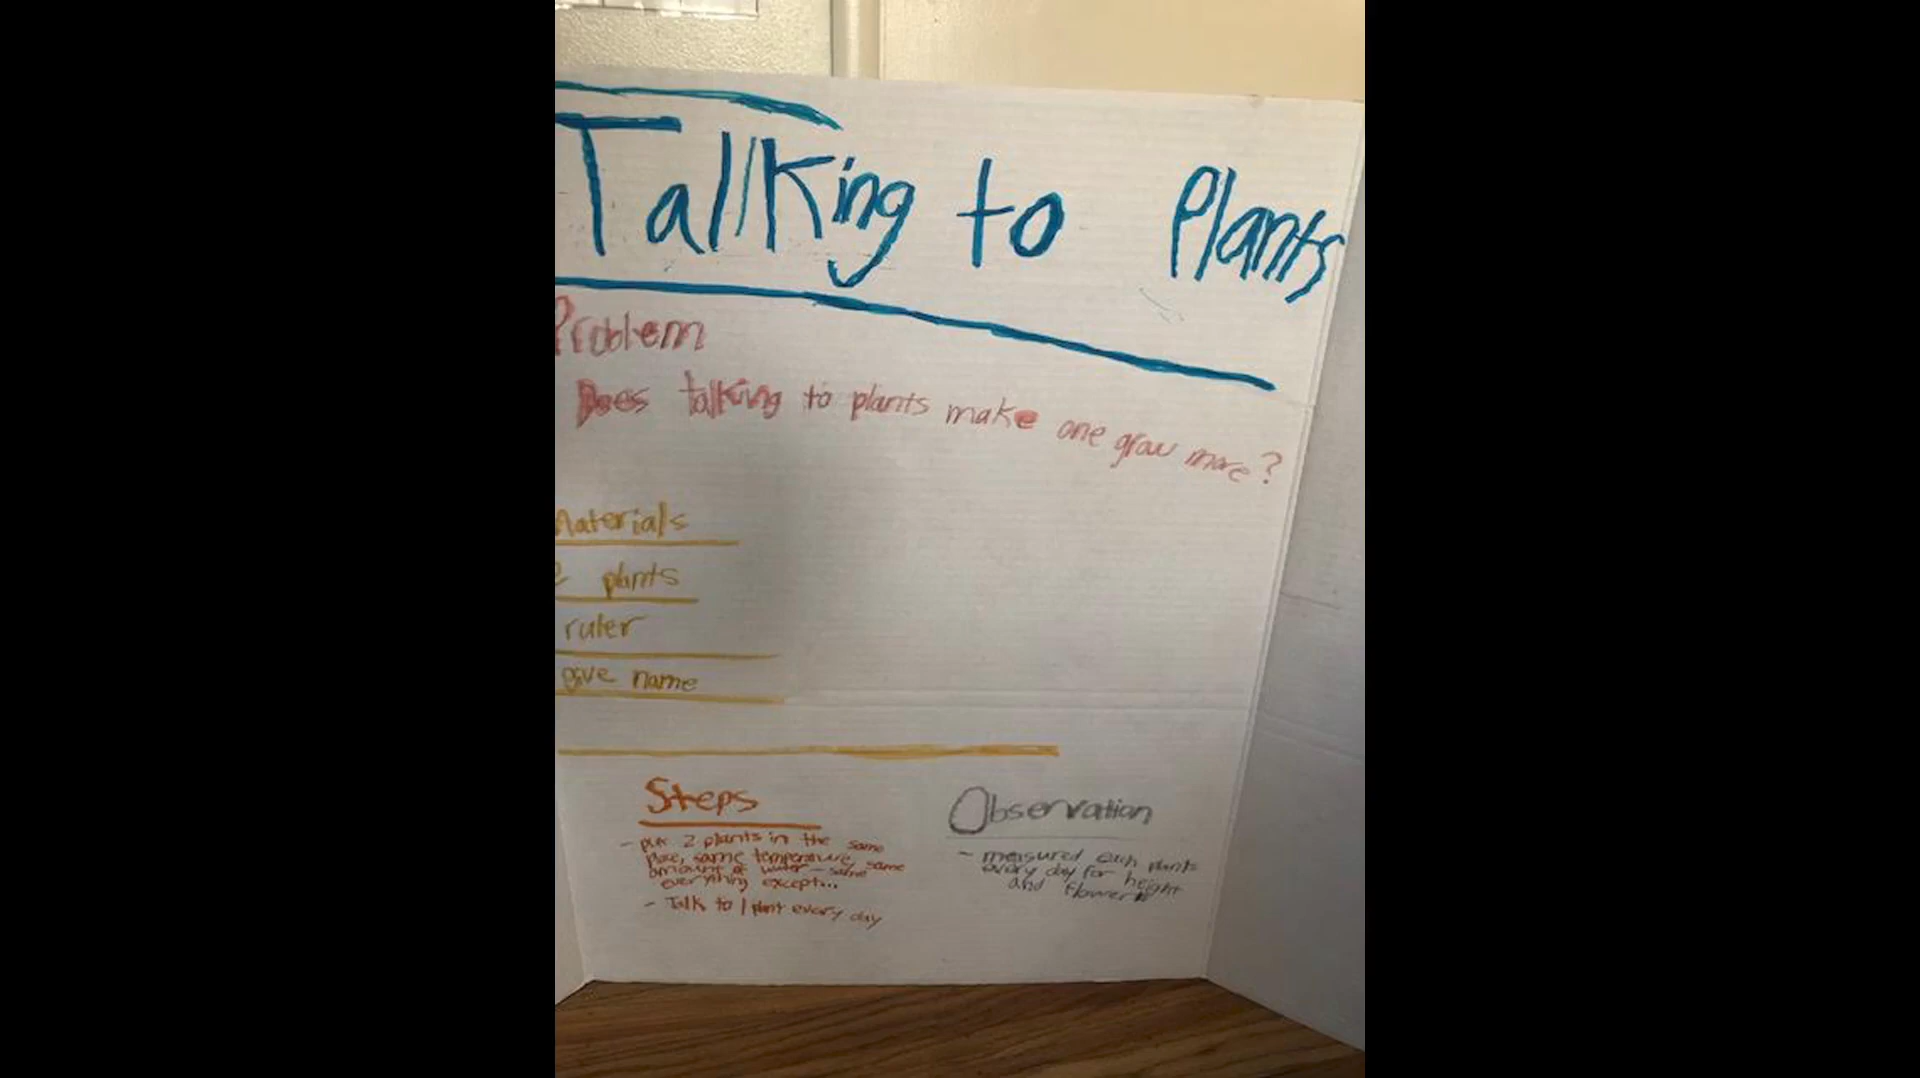 Talking to Plants
Problem
Does talking to plants make one grow more?
Materials
plants
ruler
give name
Steps
- put 2 plants in the same
place, same temperature, same
amount of water - same
everything except...
- Talk to 1 plant every day
Observation
- measured each plants
every day for height
and flower